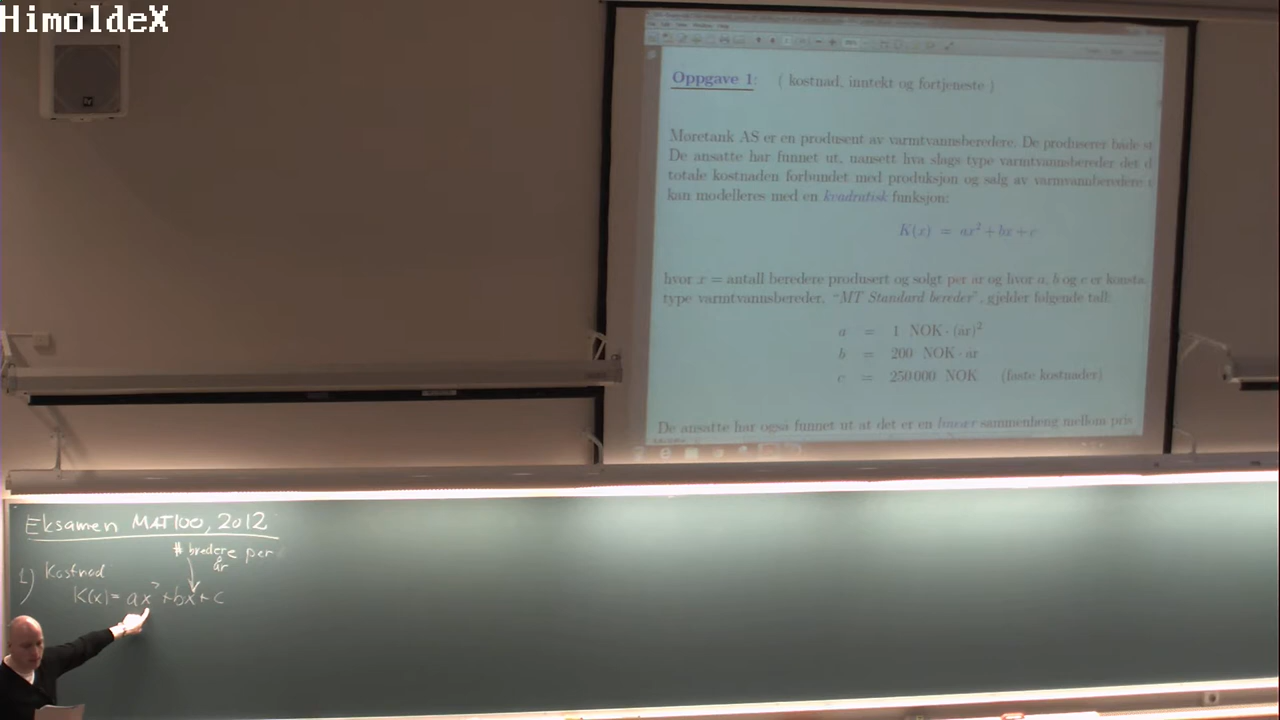 HimoldeX
Oppgave 1: ( kostnad, inntekt og fortjeneste )
Møretank AS er en produsent av varmtvannsberedere. De produserer både st
De ansatte har funnet ut, uansett hva slags type varmtvannsbereder det d
totale kostnaden forbundet med produksjon og salg av varmvannberedere
kan modelleres med en kvadratisk funksjon:
K(x) = ax² + bx + c
hvor x = antall beredere produsert og solgt per år og hvor a, b og c er konsta
type varmtvannsbereder, "MT Standard bereder", gjelder følgende tall:
a = 1 NOK · (år)²
b = 200 NOK · år
c = 250 000 NOK (faste kostnader)
De ansatte har også funnet ut at det er en lineær sammenheng mellom pris
Eksamen MAT100, 2012
# bredere per
år
1) Kostnad
K(x) = ax² + bx + c